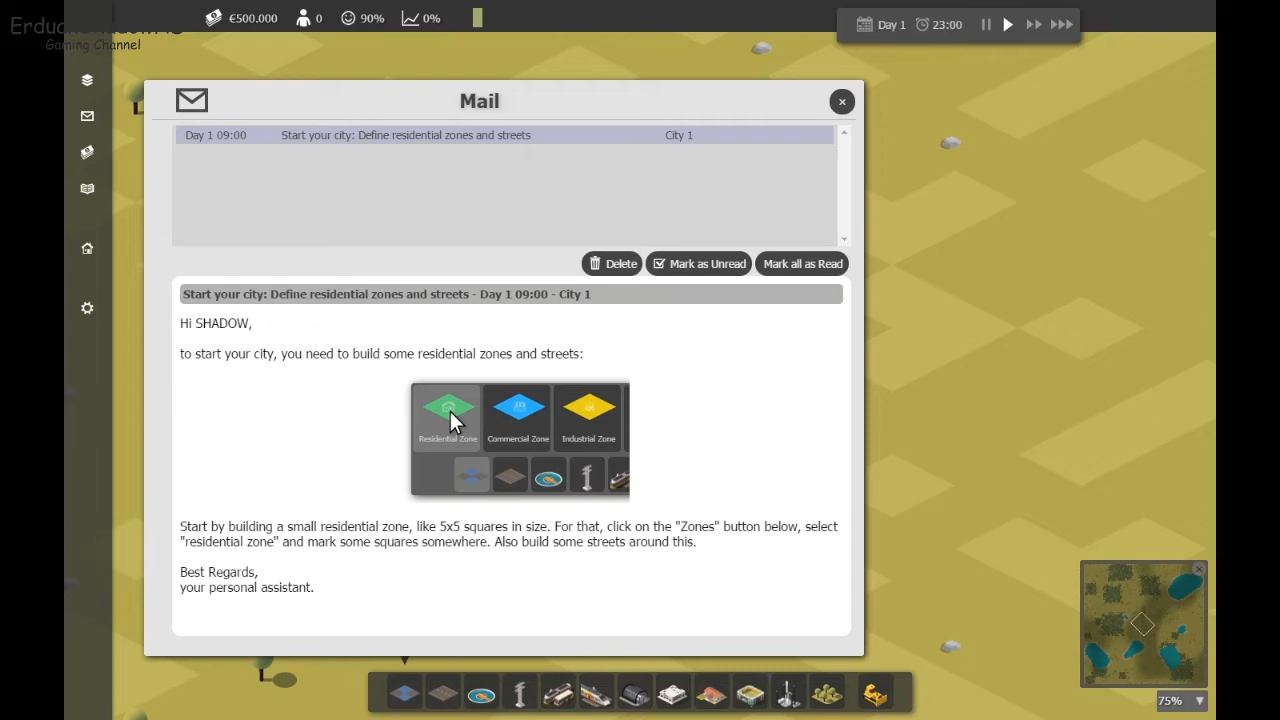 €500.000 0 90% 0%
Day 1 23:00
Gaming Channel
Mail
Day 1 09:00 Start your city: Define residential zones and streets City 1
Delete Mark as Unread Mark all as Read
Start your city: Define residential zones and streets - Day 1 09:00 - City 1
Hi SHADOW,
to start your city, you need to build some residential zones and streets:
Residential Zone Commercial Zone Industrial Zone
Start by building a small residential zone, like 5x5 squares in size. For that, click on the "Zones" button below, select
"residential zone" and mark some squares somewhere. Also build some streets around this.
Best Regards,
your personal assistant.
75%